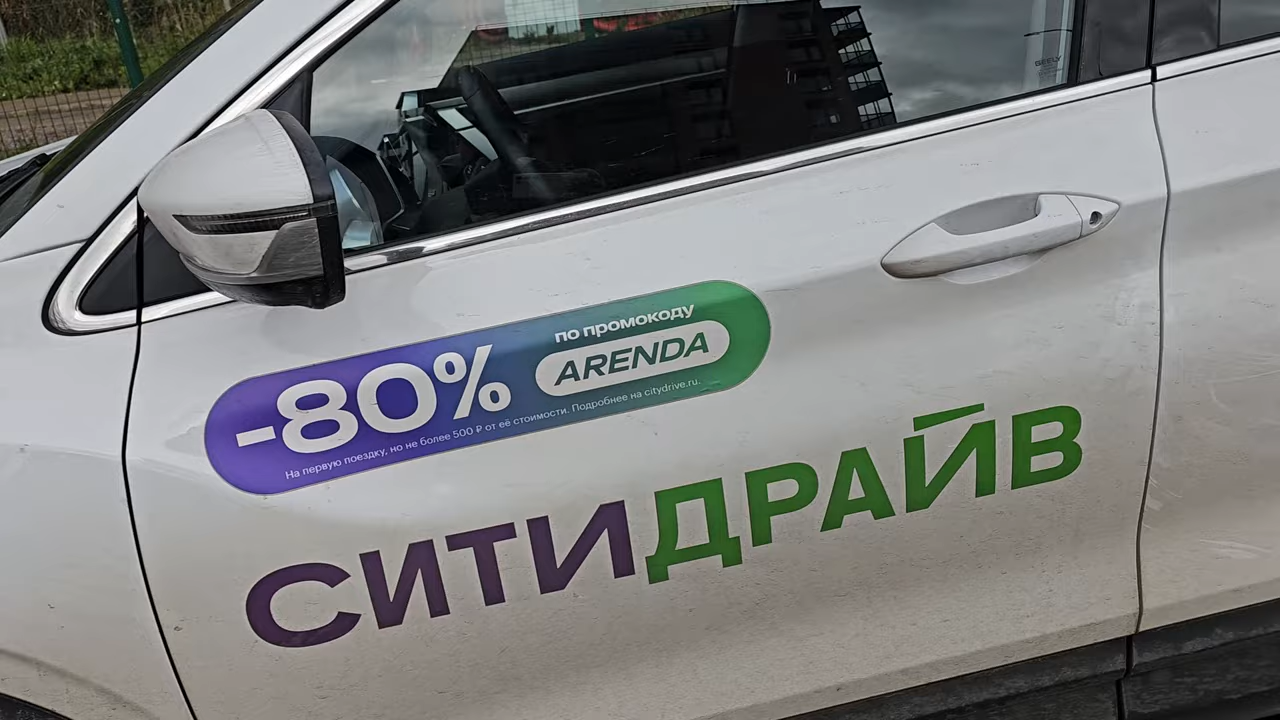 -80%
по промокоду
ARENDA
На первую поездку, но не более 500 ₽ от её стоимости. Подробнее на citydrive.ru.
СИТИДРАЙВ
GEELY